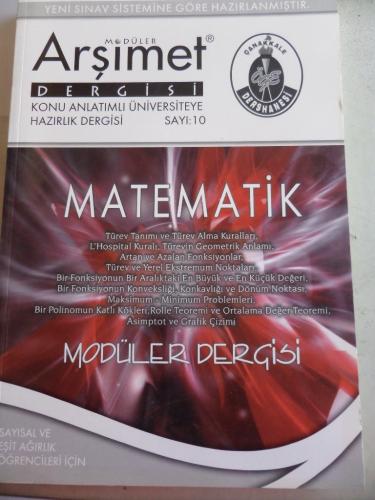 YENİ SINAV SİSTEMİNE GÖRE HAZIRLANMIŞTIR.
MODÜLER
Arşimet®
DERGİSİ
KONU ANLATIMLI ÜNİVERSİTEYE
HAZIRLIK DERGİSİ SAYI:10
ÇANAKKALE
DERSHANESİ
MATEMATİK
Türev Tanımı ve Türev Alma Kuralları,
L'Hospital Kuralı, Türevin Geometrik Anlamı,
Artan ve Azalan Fonksiyonlar,
Türev ve Yerel Ekstremum Noktaları,
Bir Fonksiyonun Bir Aralıktaki En Büyük ve En Küçük Değeri,
Bir Fonksiyonun Konveksliği, Konkavlığı ve Dönüm Noktası,
Maksimum - Minimum Problemleri,
Bir Polinomun Katlı Kökleri,Rolle Teoremi ve Ortalama Değer Teoremi,
Asimptot ve Grafik Çizimi
MODÜLER DERGİSİ
SAYISAL VE
EŞİT AĞIRLIK
ÖĞRENCİLERİ İÇİN